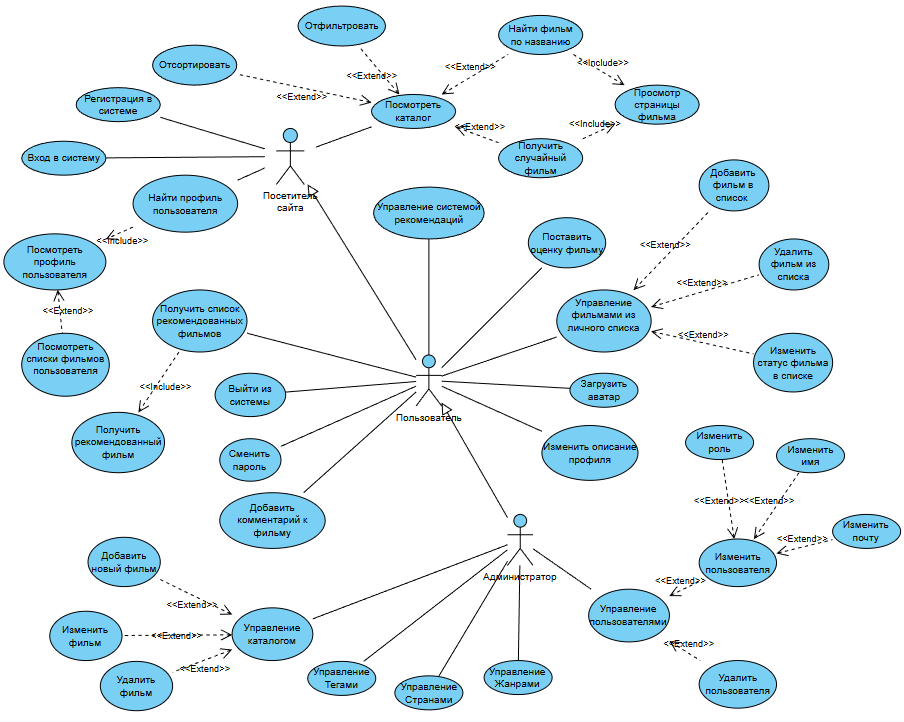 Отфильтровать
Найти фильм
по названию
Отсортировать
<<Extend>>
<<Extend>>
<<Include>>
<<Extend>>
Регистрация в
системе
Посмотреть
каталог
Просмотр
страницы
фильма
<<Extend>>
<<Include>>
Вход в систему
Получить
случайный
фильм
Посетитель
сайта
Найти профиль
пользователя
Добавить
фильм в
список
Управление системой
рекомендаций
<<Include>>
Посмотреть
профиль
пользователя
Поставить
оценку фильму
<<Extend>>
Удалить
фильм из
списка
<<Extend>>
<<Extend>>
Получить список
рекомендованных
фильмов
Управление
фильмами из
личного списка
<<Extend>>
Посмотреть
списки фильмов
пользователя
Изменить
статус фильма
в списке
<<Include>>
Выйти из
системы
Загрузить
аватар
Пользователь
Получить
рекомендованный
фильм
Сменить
пароль
Изменить описание
профиля
Изменить
роль
Изменить
имя
<<Extend>>
<<Extend>>
Добавить
комментарий к
фильму
Изменить
почту
<<Extend>>
Добавить
новый фильм
Администратор
Изменить
пользователя
<<Extend>>
<<Extend>>
Управление
пользователями
Изменить
фильм
<<Extend>>
Управление
каталогом
<<Extend>>
<<Extend>>
Удалить
фильм
Управление
Тегами
Управление
Странами
Управление
Жанрами
Удалить
пользователя